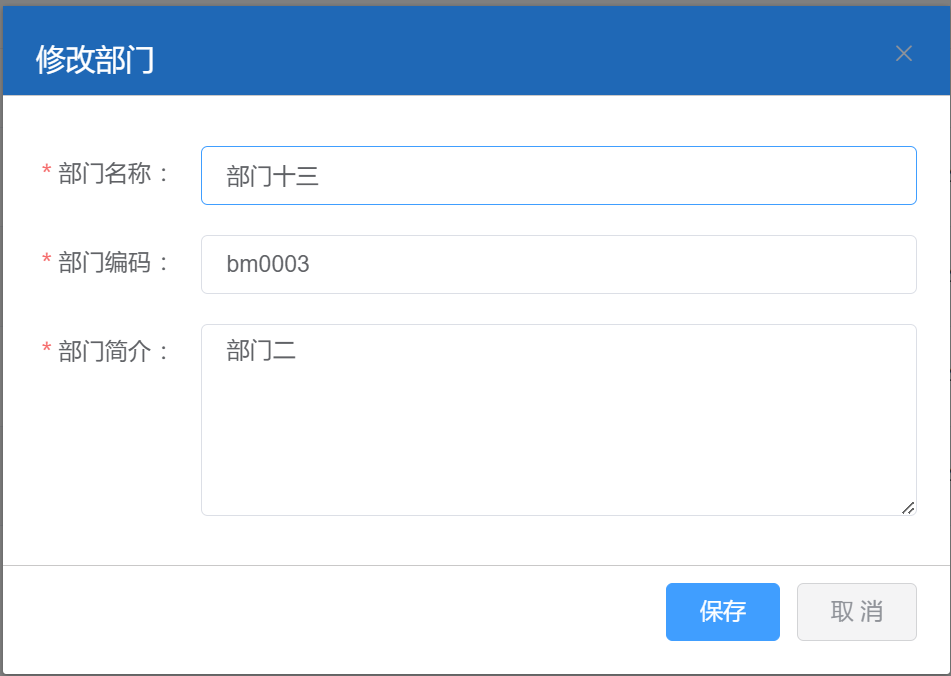 修改部门
* 部门名称：
部门十三
* 部门编码：
bm0003
* 部门简介：
部门二
保存
取 消